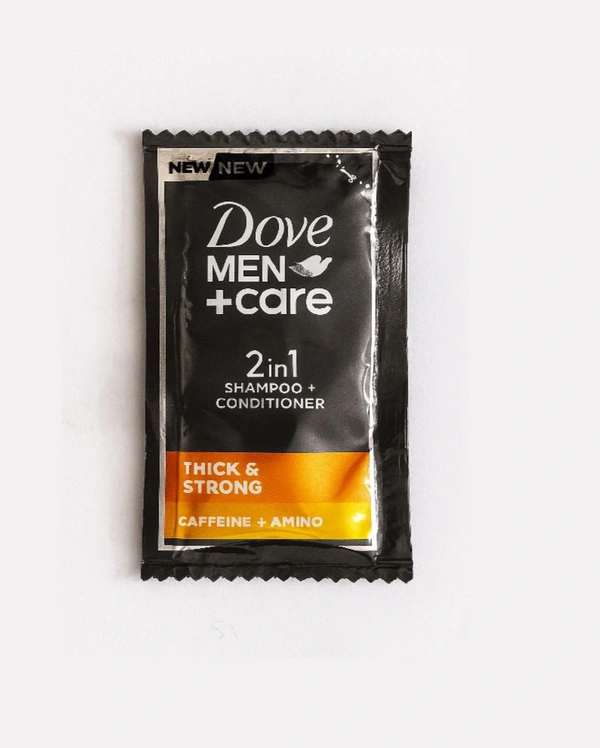 NEW NEW
Dove
MEN
+care
2in1
SHAMPOO +
CONDITIONER
THICK &
STRONG
CAFFEINE + AMINO